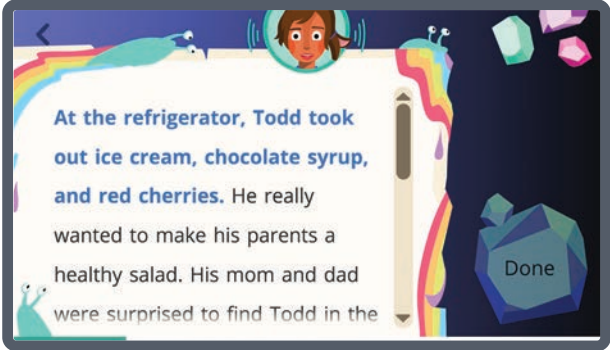 At the refrigerator, Todd took
out ice cream, chocolate syrup,
and red cherries. He really
wanted to make his parents a
healthy salad. His mom and dad
were surprised to find Todd in the
Done